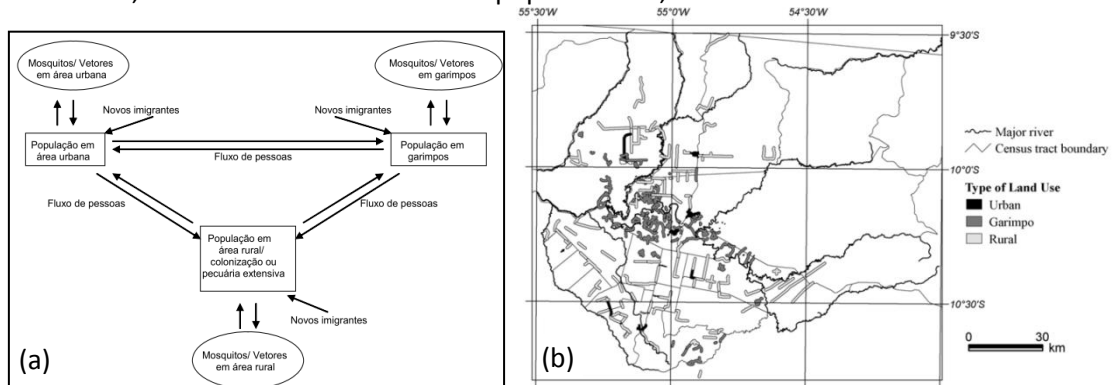 Mosquitos/ Vetores
em área urbana
Mosquitos/ Vetores
em garimpos
Novos imigrantes
Novos imigrantes
População em
área urbana
População em
garimpos
Fluxo de pessoas
Fluxo de pessoas
Fluxo de pessoas
População em
área rural/
colonização ou
pecuária extensiva
Novos imigrantes
Mosquitos/ Vetores
em área rural
(a)
55°30'W
55°0'W
54°30'W
9°30'S
10°0'S
10°30'S
Major river
Census tract boundary
Type of Land Use
Urban
Garimpo
Rural
0 30
km
(b)